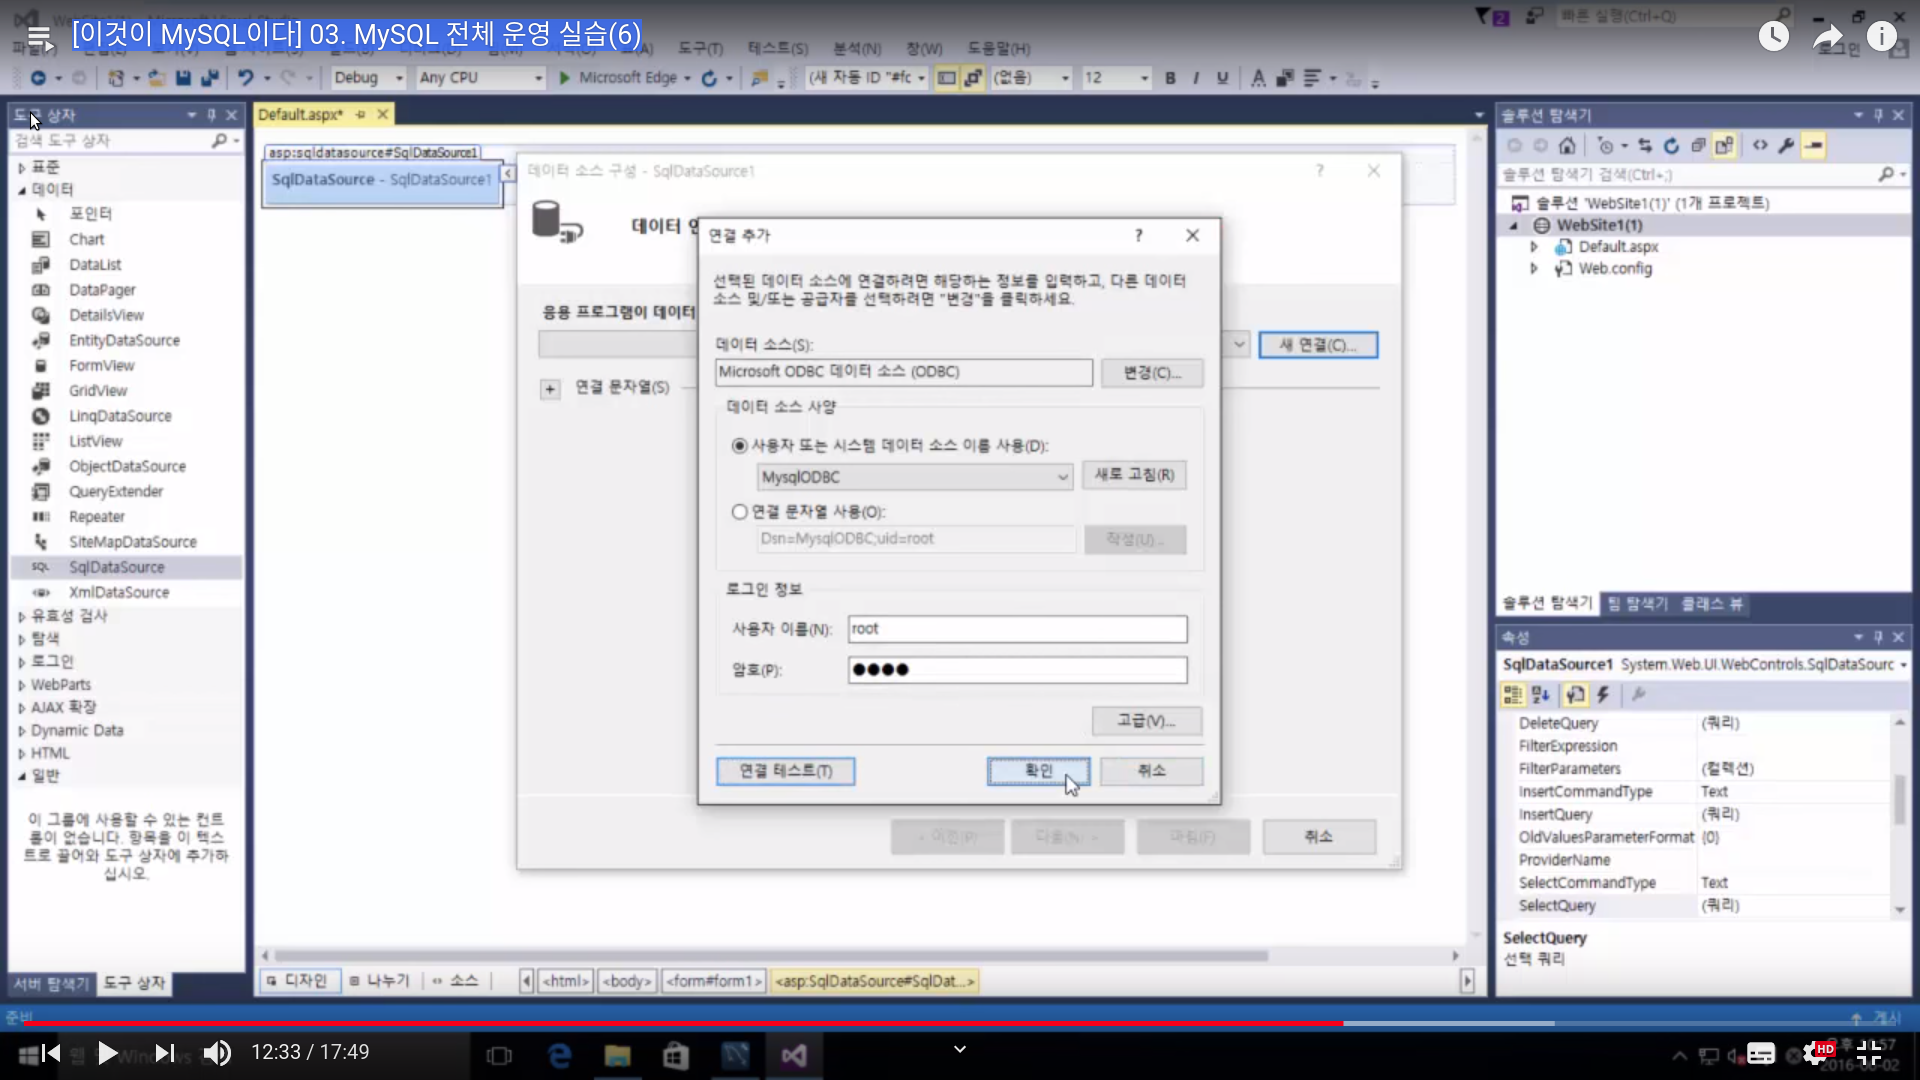 [이것이 MySQL이다] 03. MySQL 전체 운영 실습(6)
빠른 실행(Ctrl+Q)
도구(T) 테스트(S) 분석(N) 창(W) 도움말(H)
로그인
Debug Any CPU Microsoft Edge (새 자동 ID "#fc (없음) 12 B I U A
도구 상자
검색 도구 상자
표준
데이터
포인터
Chart
DataList
DataPager
DetailsView
EntityDataSource
FormView
GridView
LinqDataSource
ListView
ObjectDataSource
QueryExtender
Repeater
SiteMapDataSource
SQL SqlDataSource
XmlDataSource
유효성 검사
탐색
로그인
WebParts
AJAX 확장
Dynamic Data
HTML
일반
이 그룹에 사용할 수 있는 컨트
롤이 없습니다. 항목을 이 텍스
트로 끌어와 도구 상자에 추가하
십시오.
서버 탐색기 도구 상자
Default.aspx*
asp:sqldatasource#SqlDataSource1
SqlDataSource - SqlDataSource1
데이터 소스 구성 - SqlDataSource1
?
데이터
응용 프로그램이 데이터
새 연결(C)...
+ 연결 문자열(S)
연결 추가
?
선택된 데이터 소스에 연결하려면 해당하는 정보를 입력하고, 다른 데이터
소스 및/또는 공급자를 선택하려면 "변경"을 클릭하세요.
데이터 소스(S):
Microsoft ODBC 데이터 소스 (ODBC)
변경(C)...
데이터 소스 사양
사용자 또는 시스템 데이터 소스 이름 사용(D):
MysqlODBC
새로 고침(R)
연결 문자열 사용(O):
Dsn=MysqlODBC;uid=root
작성(U)...
로그인 정보
사용자 이름(N):
root
암호(P):
고급(V)...
연결 테스트(T)
확인
취소
< 이전(P)
다음(N) >
마침(F)
취소
디자인 나누기 소스
<html> <body> <form#form1> <asp:SqlDataSource#SqlDat...>
솔루션 탐색기
솔루션 탐색기 검색(Ctrl+;)
솔루션 'WebSite1(1)' (1개 프로젝트)
WebSite1(1)
Default.aspx
Web.config
솔루션 탐색기 팀 탐색기 클래스 뷰
속성
SqlDataSource1 System.Web.UI.WebControls.SqlDataSourc
DeleteQuery (쿼리)
FilterExpression
FilterParameters (컬렉션)
InsertCommandType Text
InsertQuery (쿼리)
OldValuesParameterFormat {0}
ProviderName
SelectCommandType Text
SelectQuery (쿼리)
SelectQuery
선택 쿼리
준비
게시
12:33 / 17:49
HD